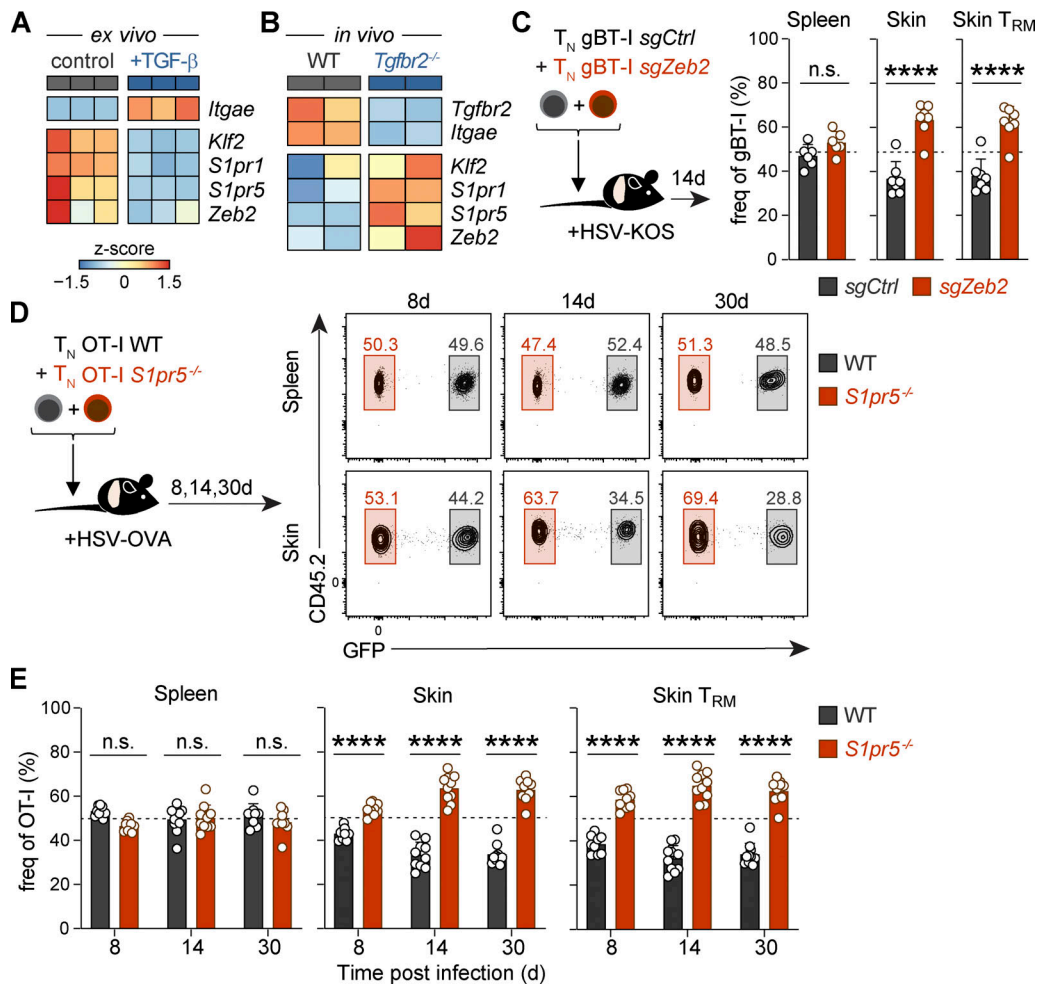 A
ex vivo
control +TGF-β
Itgae
Klf2
S1pr1
S1pr5
Zeb2
z-score
−1.5 0 1.5
B
in vivo
WT Tgfbr2-/-
Tgfbr2
Itgae
Klf2
S1pr1
S1pr5
Zeb2
C
TN gBT-I sgCtrl
+ TN gBT-I sgZeb2
+
14d
+HSV-KOS
Spleen Skin Skin TRM
n.s. **** ****
freq of gBT-I (%)
100
80
60
40
20
0
sgCtrl sgZeb2
D
TN OT-I WT
+ TN OT-I S1pr5-/-
+
8,14,30d
+HSV-OVA
8d 14d 30d
Spleen
50.3 49.6 47.4 52.4 51.3 48.5
Skin
53.1 44.2 63.7 34.5 69.4 28.8
CD45.2
0
0
GFP
WT
S1pr5-/-
E
Spleen Skin Skin TRM
n.s. n.s. n.s. **** **** **** **** **** ****
freq of OT-I (%)
100
80
60
40
20
0
8 14 30 8 14 30 8 14 30
Time post infection (d)
WT
S1pr5-/-